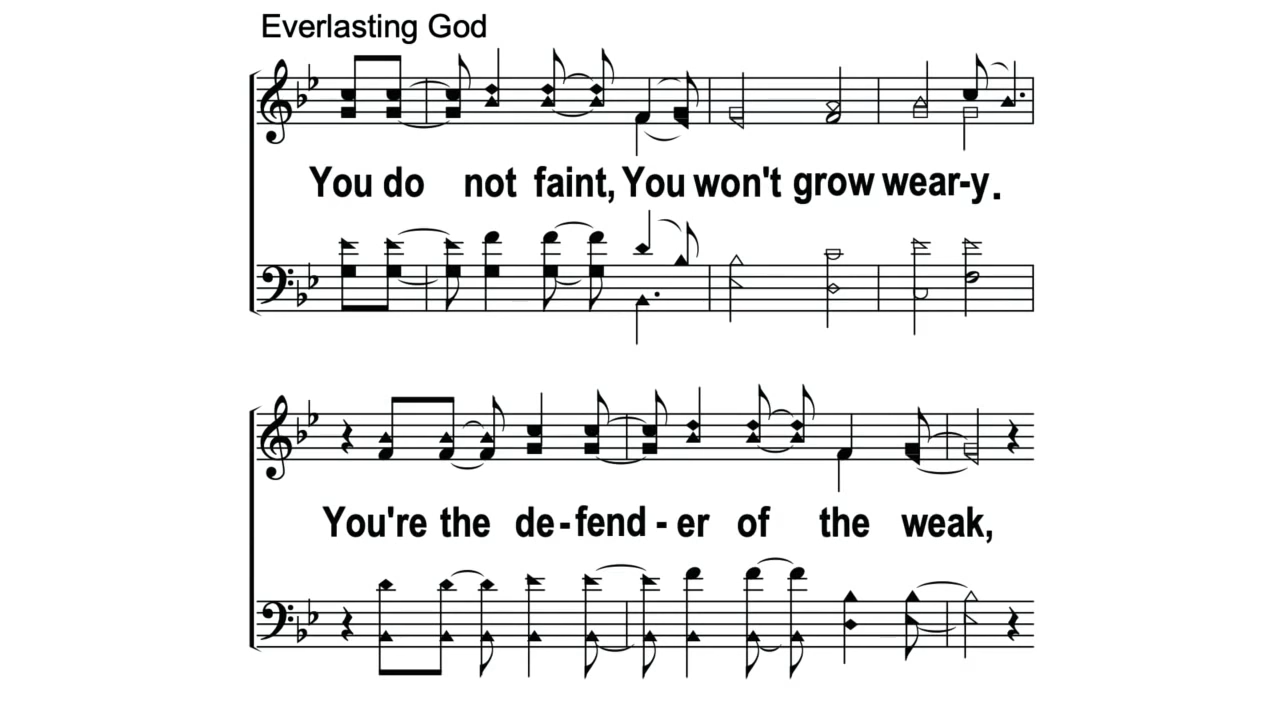 Everlasting God
You do not faint, You won't grow wear-y.
You're the de-fend-er of the weak,